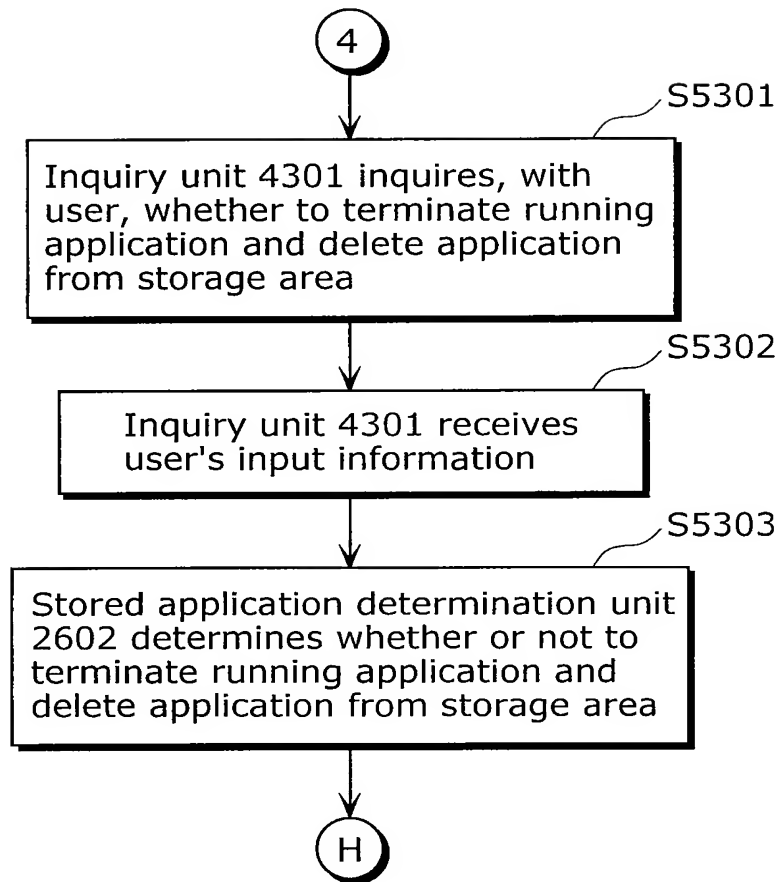 4
S5301
Inquiry unit 4301 inquires, with
user, whether to terminate running
application and delete application
from storage area
S5302
Inquiry unit 4301 receives
user's input information
S5303
Stored application determination unit
2602 determines whether or not to
terminate running application and
delete application from storage area
H